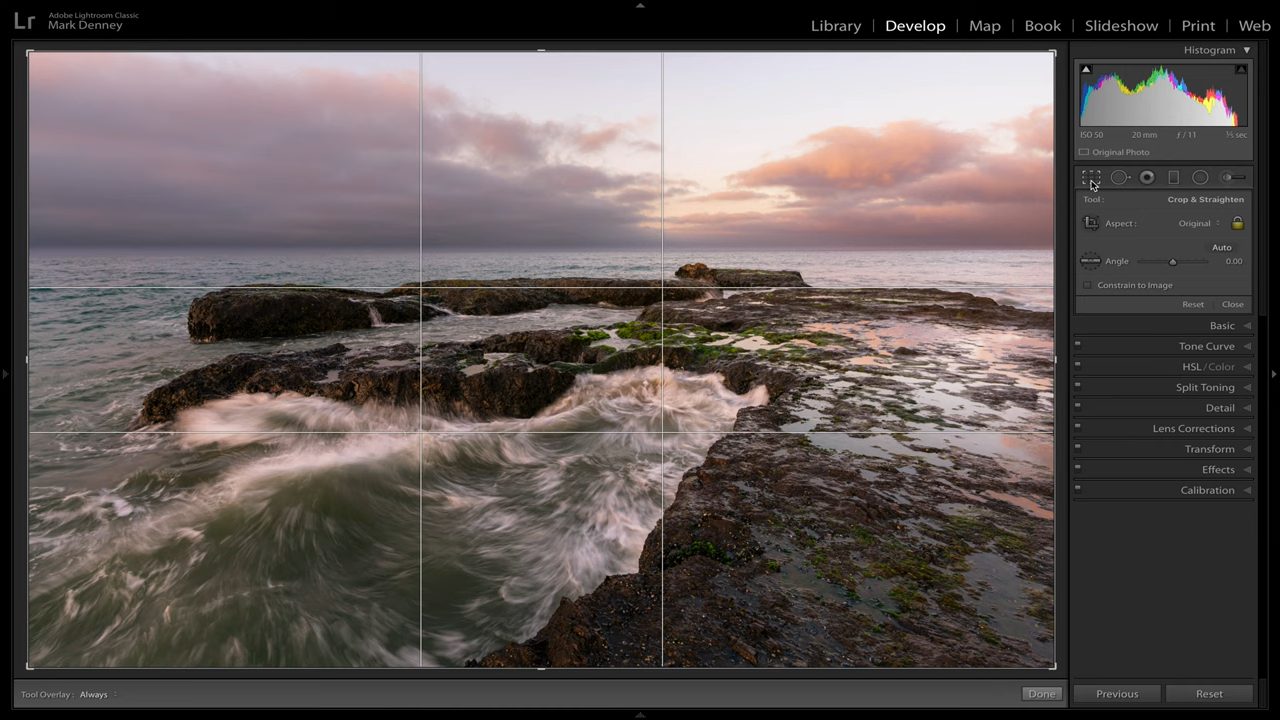 Lr
Adobe Lightroom Classic
Mark Denney
Library | Develop | Map | Book | Slideshow | Print | Web
Histogram
ISO 50 20 mm ƒ / 11 ⅕ sec
Original Photo
Tool : Crop & Straighten
Aspect : Original
Auto
Angle 0.00
Constrain to Image
Reset Close
Basic
Tone Curve
HSL / Color
Split Toning
Detail
Lens Corrections
Transform
Effects
Calibration
Tool Overlay : Always
Done
Previous Reset